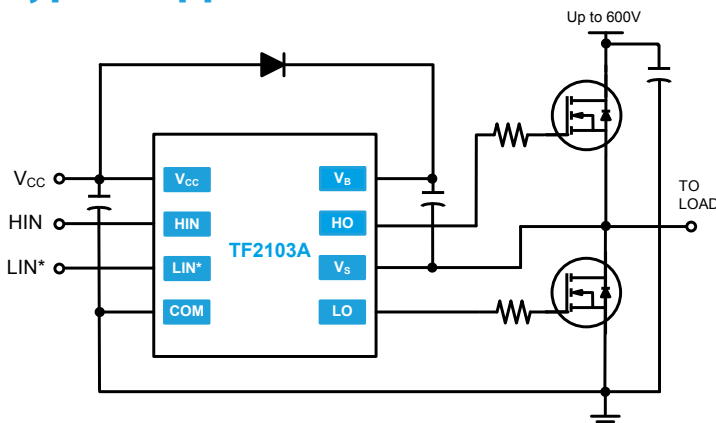 Up to 600V
VCC
HIN
LIN*
VCC
HIN
LIN*
COM
TF2103A
VB
HO
VS
LO
TO
LOAD